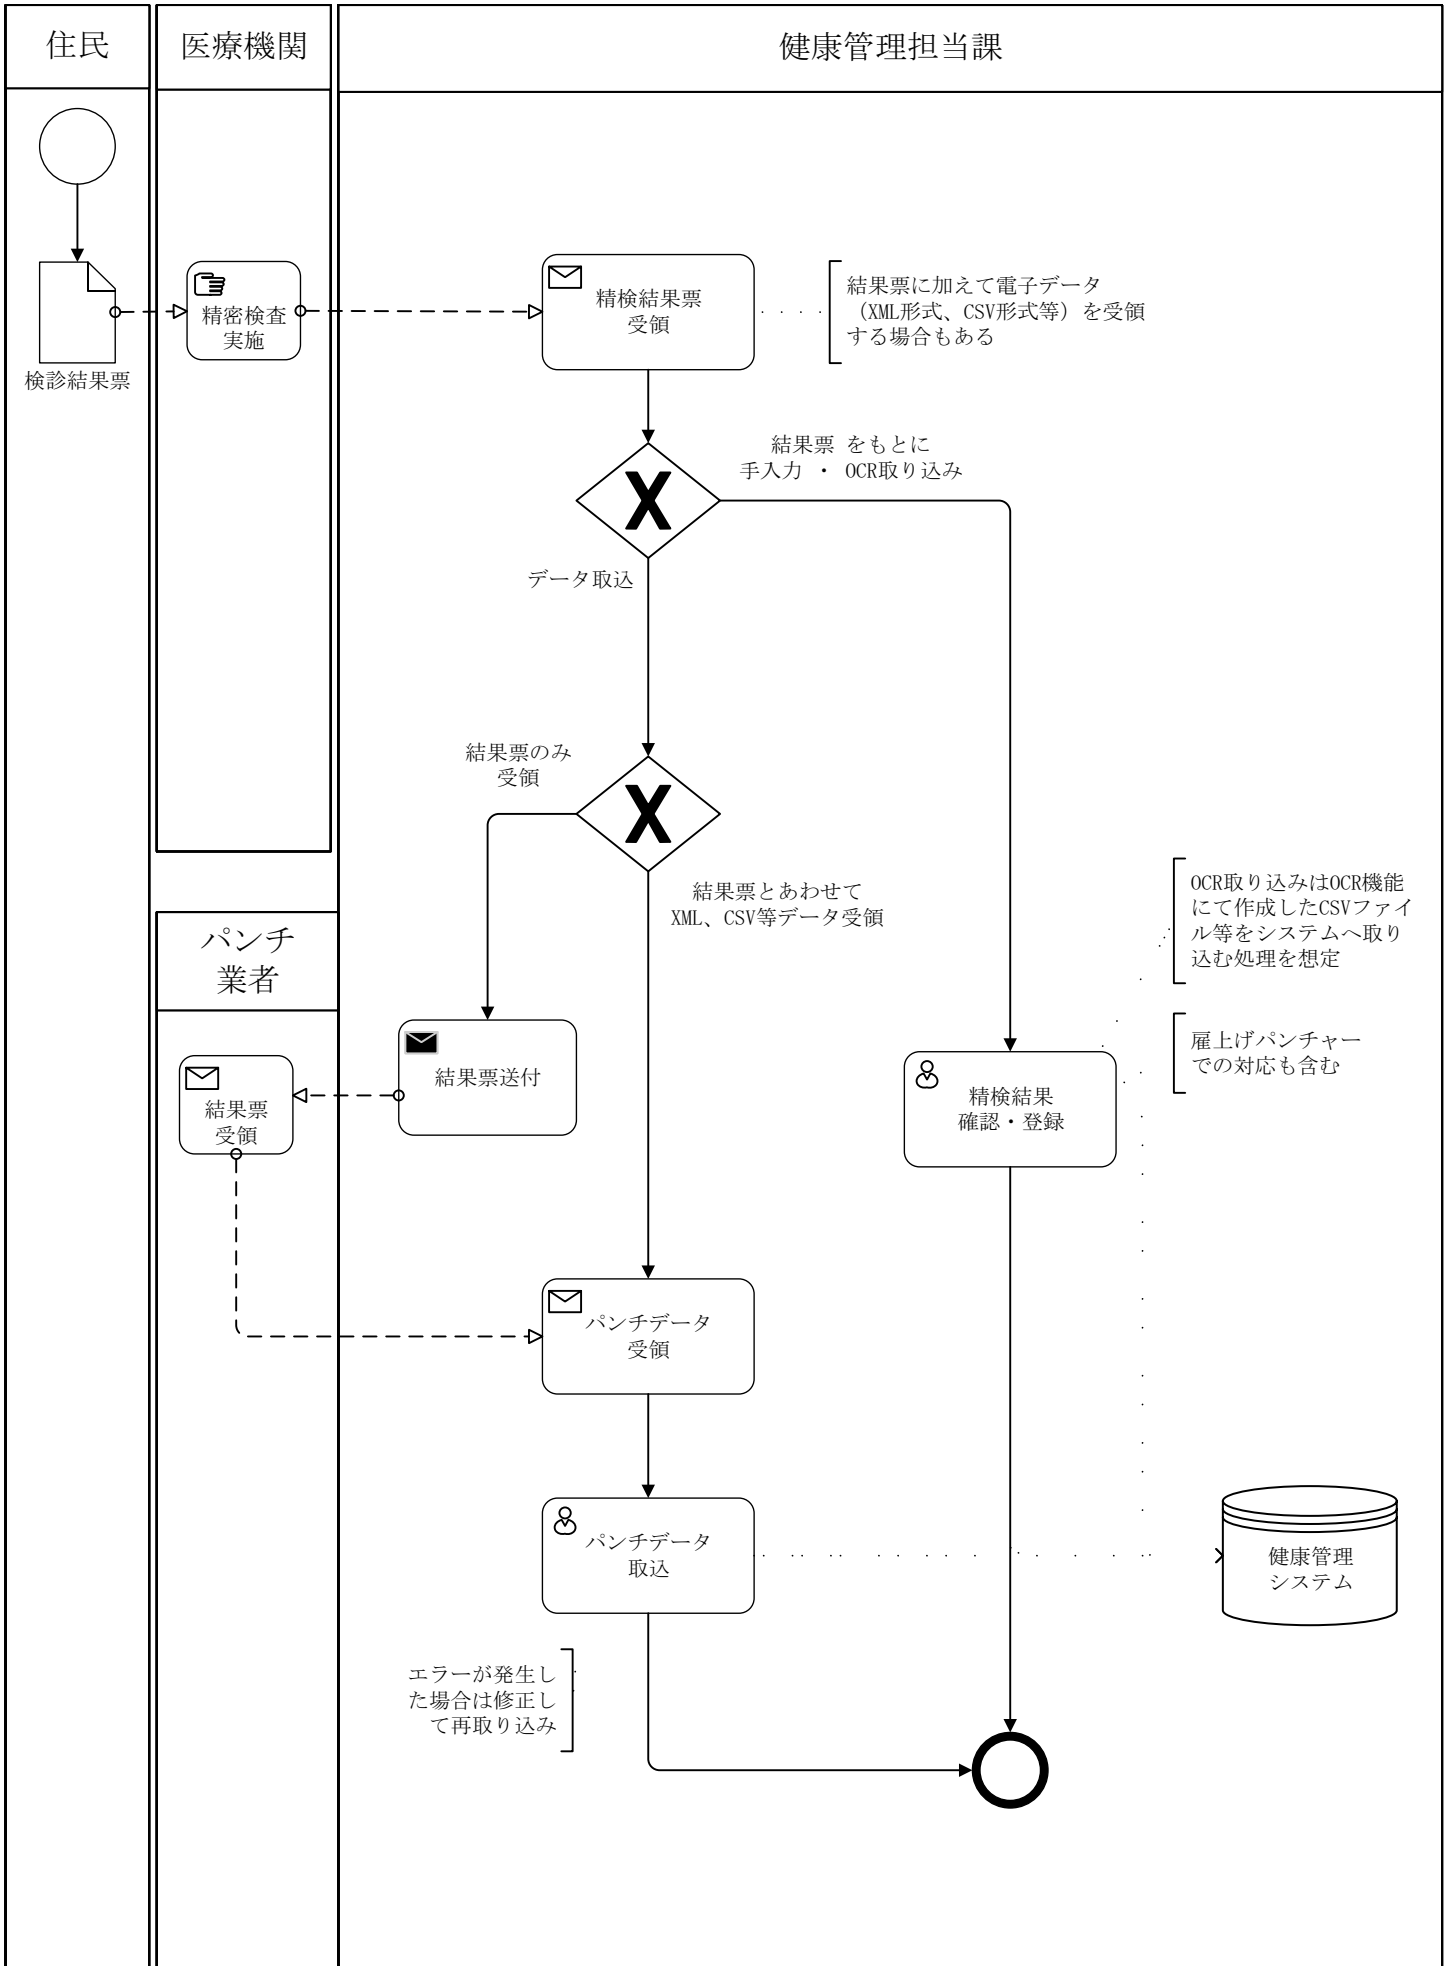 住民
医療機関
健康管理担当課
検診結果票
精密検査
実施
精検結果票
受領
結果票に加えて電子データ
（XML形式、CSV形式等）を受領
する場合もある
結果票 をもとに
手入力 ・ OCR取り込み
データ取込
結果票のみ
受領
結果票とあわせて
XML、CSV等データ受領
OCR取り込みはOCR機能
にて作成したCSVファイ
ル等をシステムへ取り
込む処理を想定
パンチ
業者
雇上げパンチャー
での対応も含む
結果票送付
結果票
受領
精検結果
確認・登録
パンチデータ
受領
パンチデータ
取込
健康管理
システム
エラーが発生し
た場合は修正し
て再取り込み